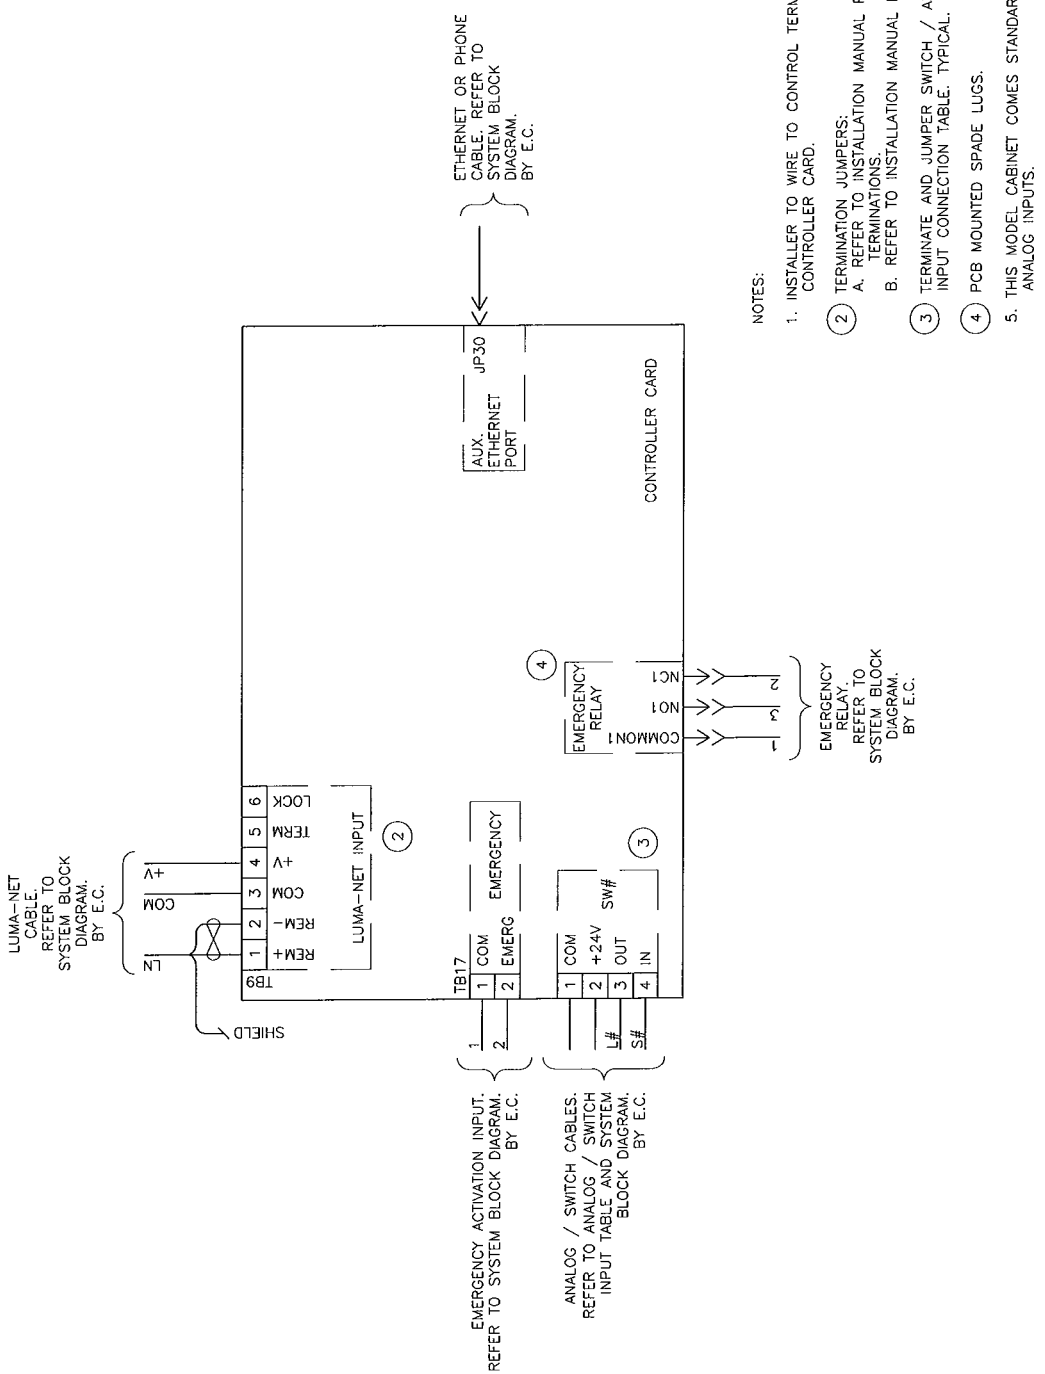 LUMA-NET
CABLE.
REFER TO
SYSTEM BLOCK
DIAGRAM.
BY E.C.
LN
COM
+V
SHIELD
TB9
1 2 3 4 5 6
REM+
REM-
COM
+V
TERM
LOCK
LUMA-NET INPUT
2
ETHERNET OR PHONE
CABLE. REFER TO
SYSTEM BLOCK
DIAGRAM.
BY E.C.
AUX.
ETHERNET
PORT
JP30
CONTROLLER CARD
EMERGENCY ACTIVATION INPUT.
REFER TO SYSTEM BLOCK DIAGRAM.
BY E.C.
1
2
TB17
1 COM
2 EMERG
EMERGENCY
ANALOG / SWITCH CABLES.
REFER TO ANALOG / SWITCH
INPUT TABLE AND SYSTEM
BLOCK DIAGRAM.
BY E.C.
L#
S#
1 COM
2 +24V
3 OUT
4 IN
SW#
3
4
EMERGENCY
RELAY
COMMON1
NO1
NC1
1
3
2
EMERGENCY
RELAY.
REFER TO
SYSTEM BLOCK
DIAGRAM.
BY E.C.
NOTES:
1. INSTALLER TO WIRE TO CONTROL TERM
CONTROLLER CARD.
2 TERMINATION JUMPERS:
A. REFER TO INSTALLATION MANUAL
TERMINATIONS.
B. REFER TO INSTALLATION MANUAL
3 TERMINATE AND JUMPER SWITCH / A
INPUT CONNECTION TABLE. TYPICAL.
4 PCB MOUNTED SPADE LUGS.
5. THIS MODEL CABINET COMES STANDAR
ANALOG INPUTS.